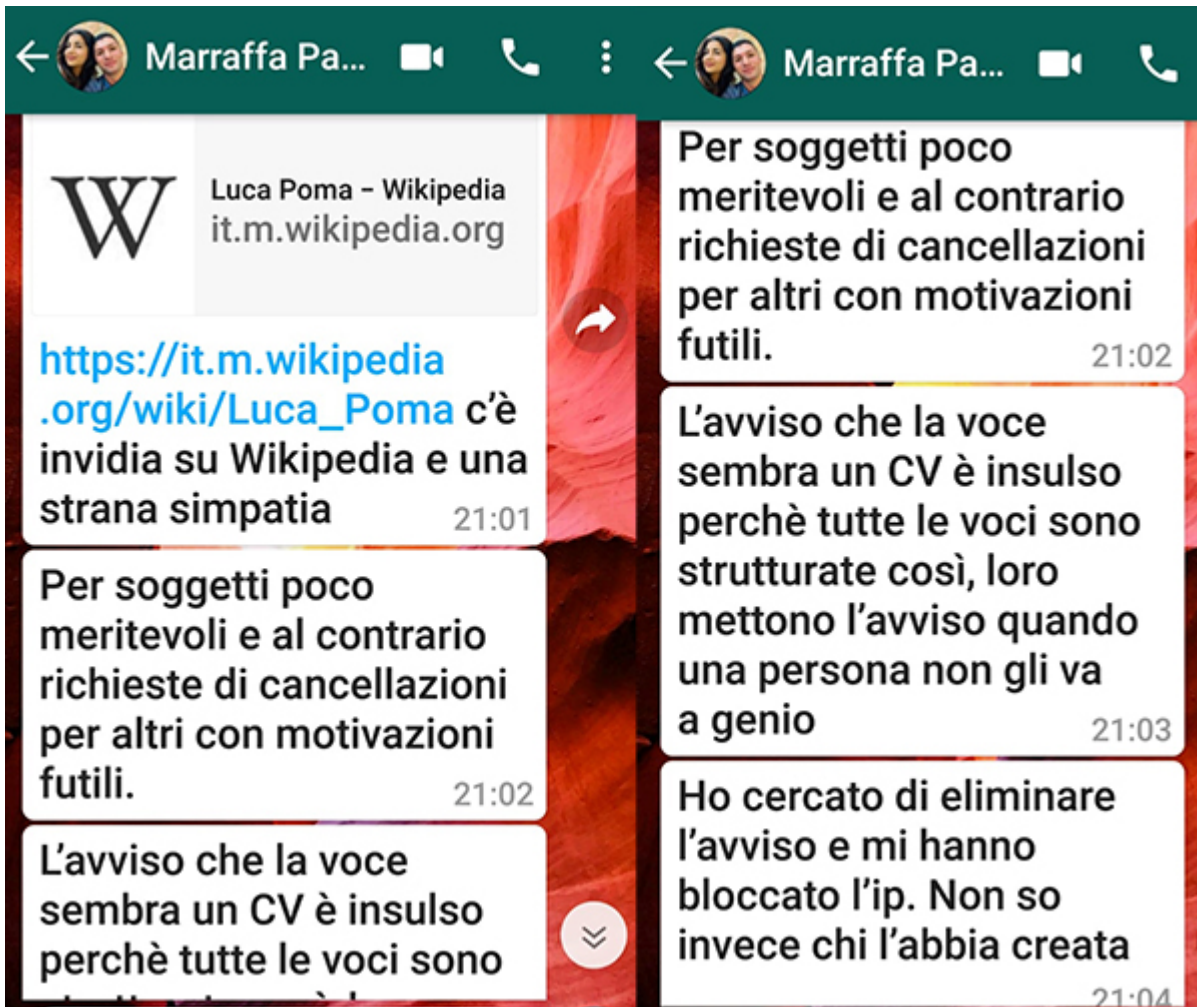 Marraffa Pa...
W
Luca Poma – Wikipedia
it.m.wikipedia.org
https://it.m.wikipedia
.org/wiki/Luca_Poma c'è
invidia su Wikipedia e una
strana simpatia
21:01
Per soggetti poco
meritevoli e al contrario
richieste di cancellazioni
per altri con motivazioni
futili.
21:02
L'avviso che la voce
sembra un CV è insulso
perchè tutte le voci sono
Marraffa Pa...
Per soggetti poco
meritevoli e al contrario
richieste di cancellazioni
per altri con motivazioni
futili.
21:02
L'avviso che la voce
sembra un CV è insulso
perchè tutte le voci sono
strutturate così, loro
mettono l'avviso quando
una persona non gli va
a genio
21:03
Ho cercato di eliminare
l'avviso e mi hanno
bloccato l'ip. Non so
invece chi l'abbia creata
21:04